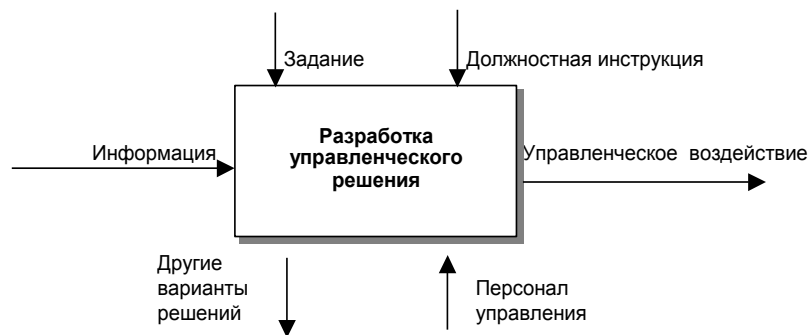 Задание
Должностная инструкция
Информация
Разработка
управленческого
решения
Управленческое воздействие
Другие
варианты
решений
Персонал
управления